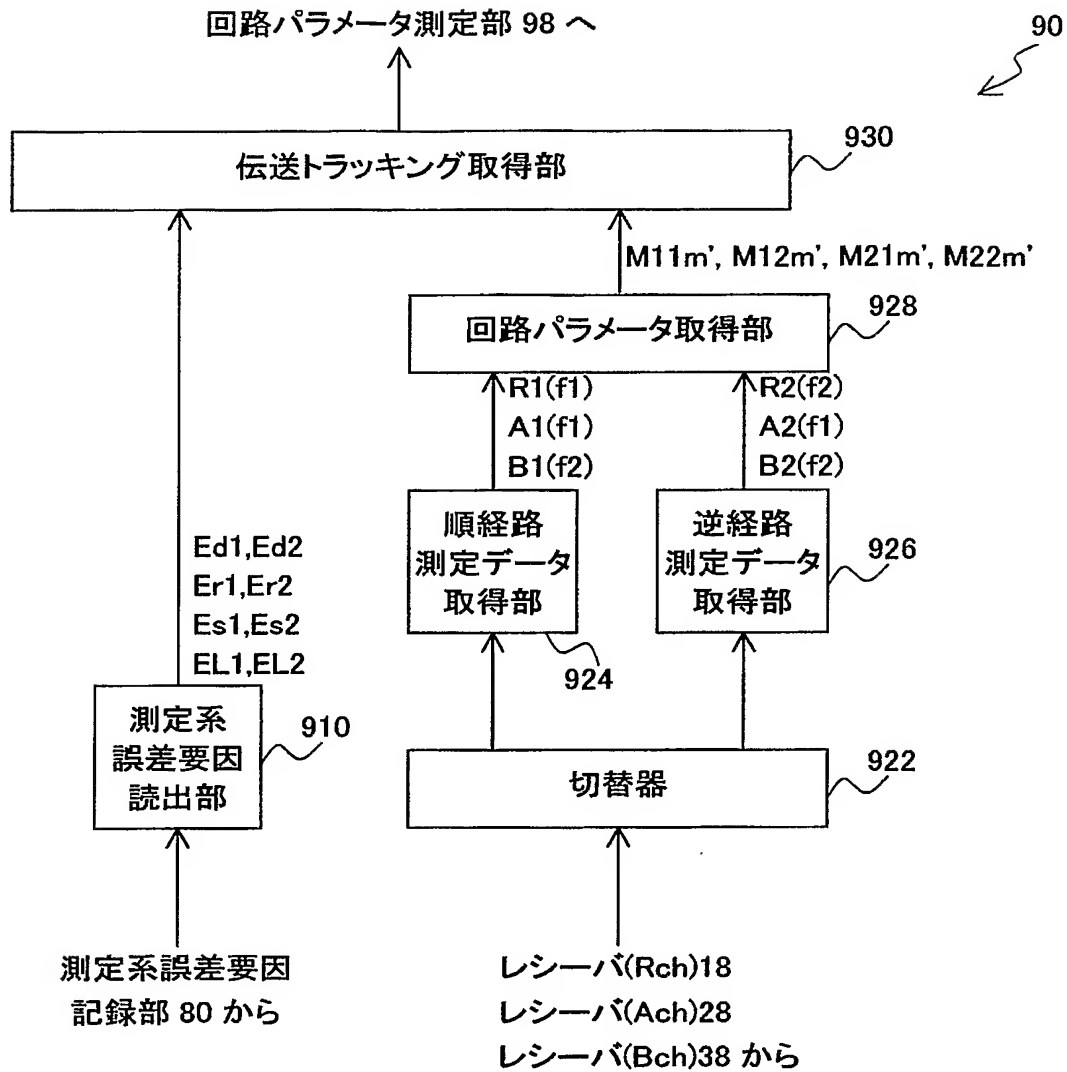 回路パラメータ測定部 98 へ
90
伝送トラッキング取得部
930
M11m', M12m', M21m', M22m'
回路パラメータ取得部
928
R1(f1)
A1(f1)
B1(f2)
R2(f2)
A2(f1)
B2(f2)
順経路
測定データ
取得部
924
逆経路
測定データ
取得部
926
Ed1,Ed2
Er1,Er2
Es1,Es2
EL1,EL2
測定系
誤差要因
読出部
910
切替器
922
測定系誤差要因
記録部 80 から
レシーバ(Rch)18
レシーバ(Ach)28
レシーバ(Bch)38 から